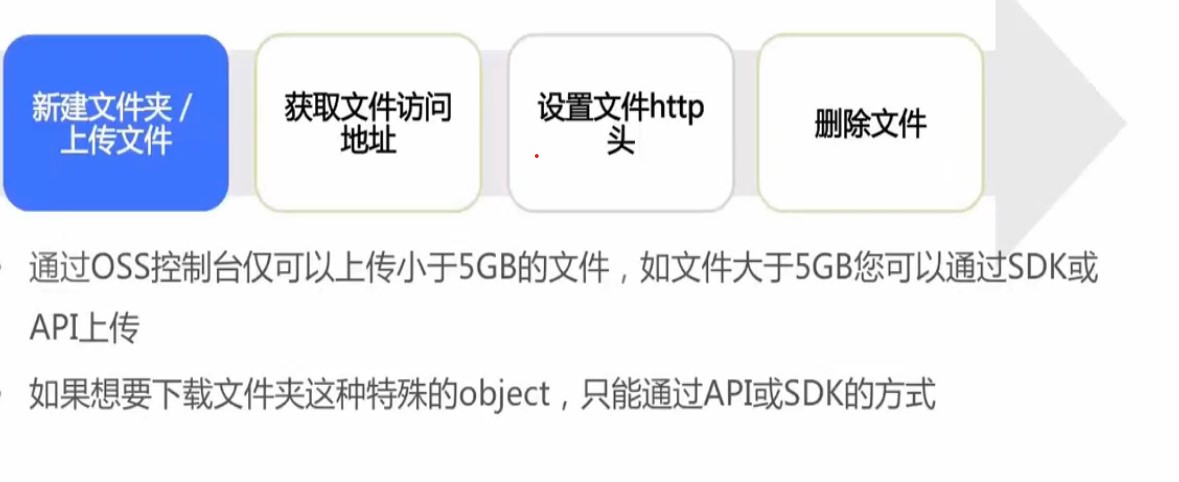 新建文件夹 /
上传文件
获取文件访问
地址
设置文件http
头
删除文件
通过OSS控制台仅可以上传小于5GB的文件，如文件大于5GB您可以通过SDK或
API上传
如果想要下载文件夹这种特殊的object，只能通过API或SDK的方式